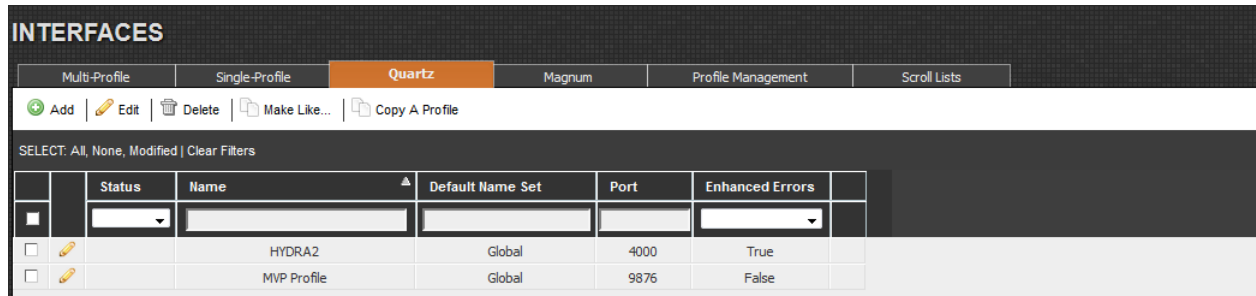 INTERFACES
Multi-Profile Single-Profile Quartz Magnum Profile Management Scroll Lists
Add Edit Delete Make Like... Copy A Profile
SELECT: All, None, Modified | Clear Filters
Status Name Default Name Set Port Enhanced Errors
HYDRA2 Global 4000 True
MVP Profile Global 9876 False